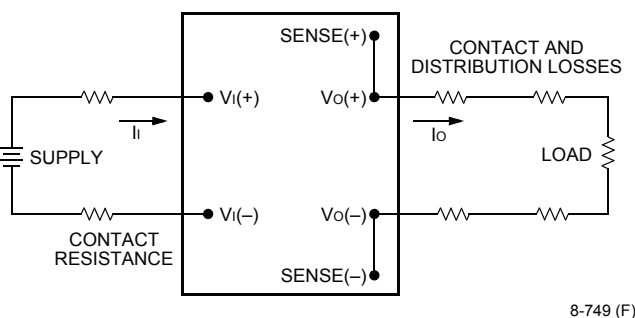 SENSE(+)
CONTACT AND
DISTRIBUTION LOSSES
VI(+)
VO(+)
II
IO
SUPPLY
LOAD
VI(–)
VO(–)
CONTACT
RESISTANCE
SENSE(–)
8-749 (F)